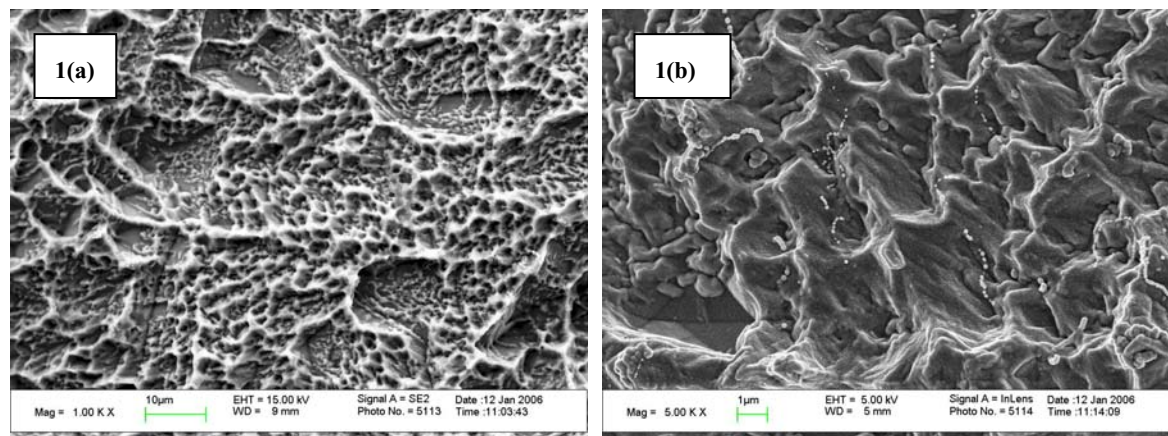 1(a)
Mag = 1.00 K X
10µm
EHT = 15.00 kV
WD = 9 mm
Signal A = SE2
Photo No. = 5113
Date :12 Jan 2006
Time :11:03:43
1(b)
Mag = 5.00 K X
1µm
EHT = 5.00 kV
WD = 5 mm
Signal A = InLens
Photo No. = 5114
Date :12 Jan 2006
Time :11:14:09